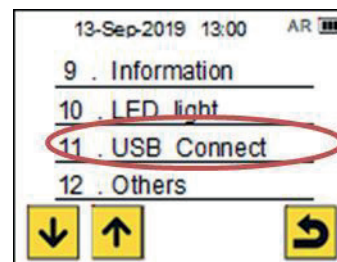 13-Sep-2019 13:00 AR
9 . Information
10 . LED light
11 . USB Connect
12 . Others